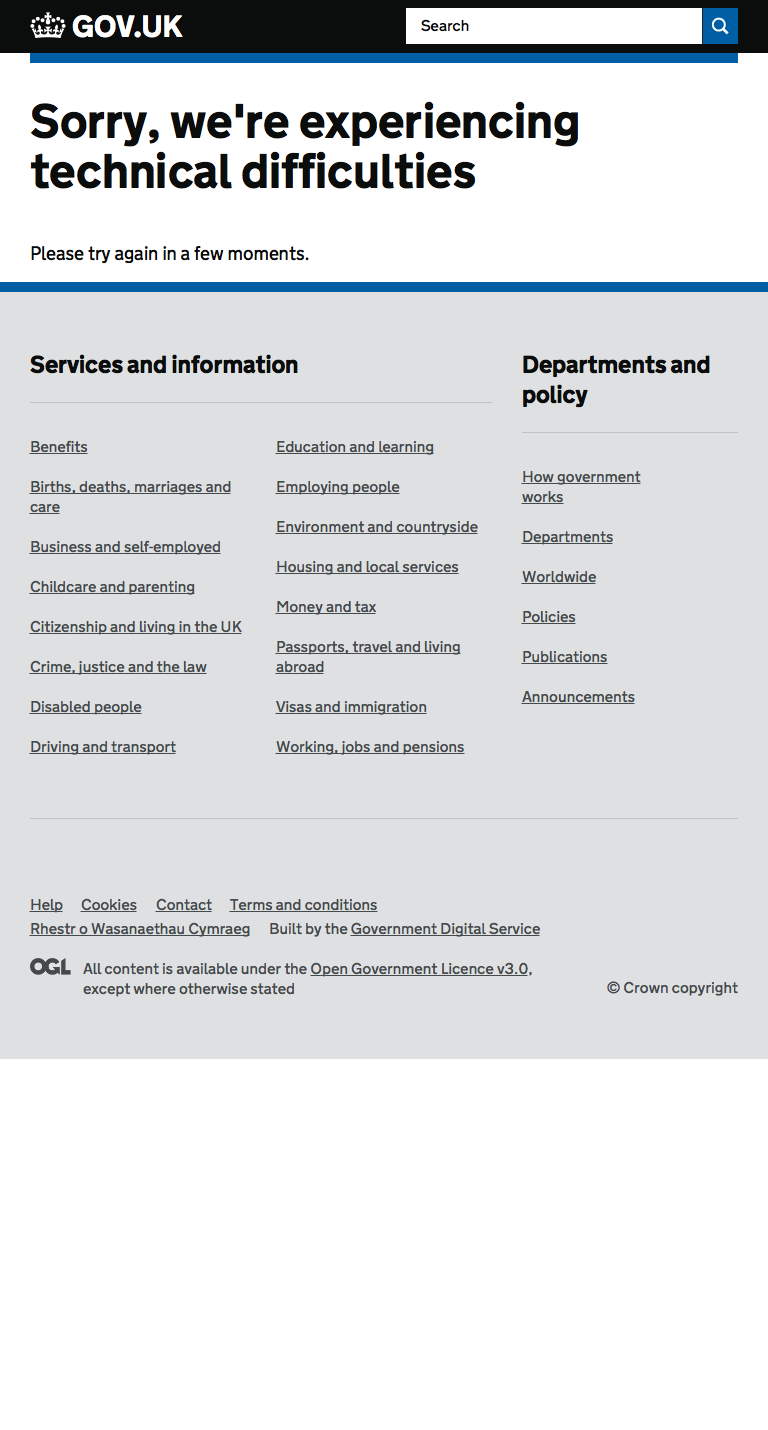 GOV.UK
Search
Sorry, we're experiencing
technical difficulties
Please try again in a few moments.
Services and information
Benefits
Births, deaths, marriages and
care
Business and self-employed
Childcare and parenting
Citizenship and living in the UK
Crime, justice and the law
Disabled people
Driving and transport
Education and learning
Employing people
Environment and countryside
Housing and local services
Money and tax
Passports, travel and living
abroad
Visas and immigration
Working, jobs and pensions
Departments and
policy
How government
works
Departments
Worldwide
Policies
Publications
Announcements
Help Cookies Contact Terms and conditions
Rhestr o Wasanaethau Cymraeg Built by the Government Digital Service
OGL
All content is available under the Open Government Licence v3.0,
except where otherwise stated
© Crown copyright